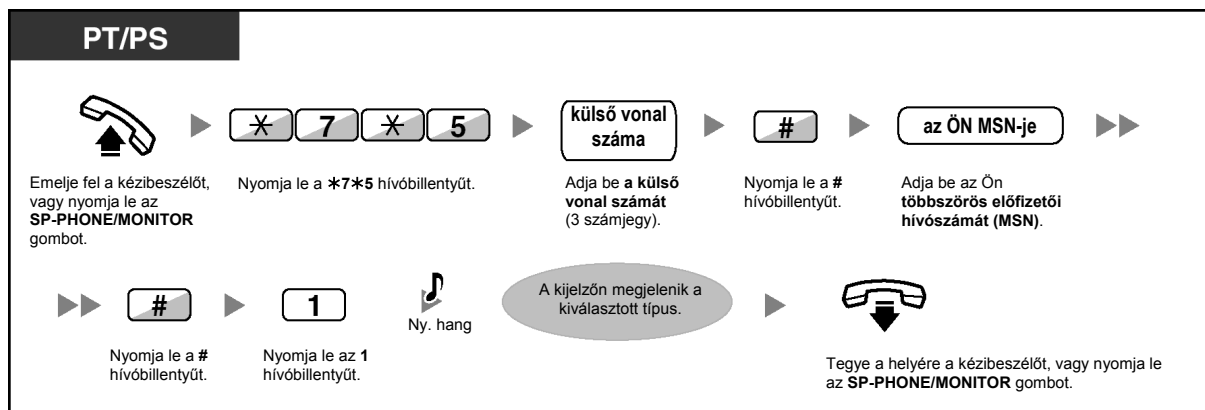 PT/PS
✳ 7 ✳ 5
külső vonal
száma
#
az ÖN MSN-je
Emelje fel a kézibeszélőt,
vagy nyomja le az
SP-PHONE/MONITOR
gombot.
Nyomja le a ✳7✳5 hívóbillentyűt.
Adja be a külső
vonal számát
(3 számjegy).
Nyomja le a #
hívóbillentyűt.
Adja be az Ön
többszörös előfizetői
hívószámát (MSN).
#
1
Ny. hang
A kijelzőn megjelenik a
kiválasztott típus.
Nyomja le a #
hívóbillentyűt.
Nyomja le az 1
hívóbillentyűt.
Tegye a helyére a kézibeszélőt, vagy nyomja le
az SP-PHONE/MONITOR gombot.